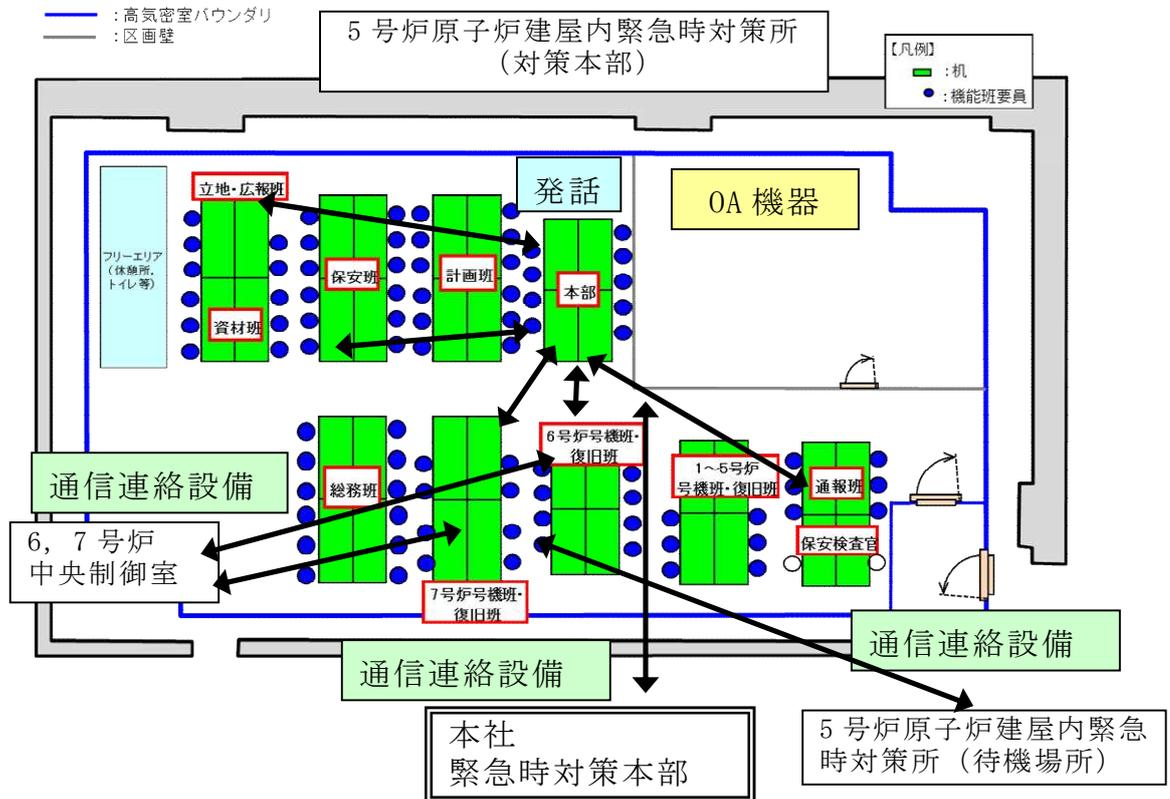 ：高気密室バウンダリ
：区画壁
5号炉原子炉建屋内緊急時対策所
（対策本部）
【凡例】
：机
：機能班要員
立地・広報班
発話
OA 機器
フリーエリア
（休憩所、
トイレ等）
保安班
計画班
本部
資材班
6号炉号機班・
復旧班
1～5号炉
号機班・復旧班
通信連絡設備
総務班
通報班
保安検査官
6，7号炉
中央制御室
7号炉号機班・
復旧班
通信連絡設備
通信連絡設備
本社
緊急時対策本部
5号炉原子炉建屋内緊急
時対策所（待機場所）